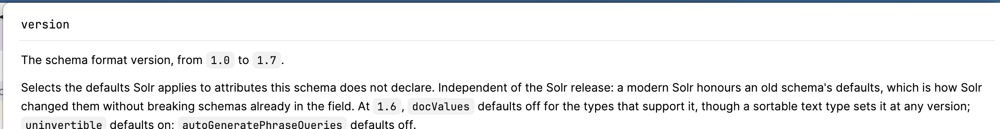 version
The schema format version, from 1.0 to 1.7.
Selects the defaults Solr applies to attributes this schema does not declare. Independent of the Solr release: a modern Solr honours an old schema's defaults, which is how Solr
changed them without breaking schemas already in the field. At 1.6, docValues defaults off for the types that support it, though a sortable text type sets it at any version;
uninvertible defaults on; autoGeneratePhraseQueries defaults off.